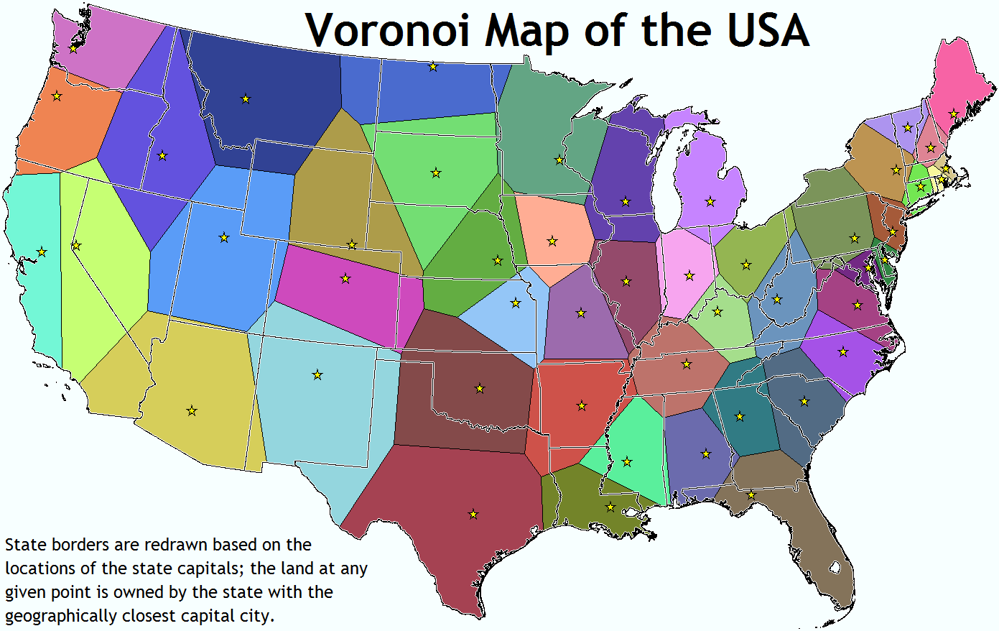 Voronoi Map of the USA
State borders are redrawn based on the
locations of the state capitals; the land at any
given point is owned by the state with the
geographically closest capital city.